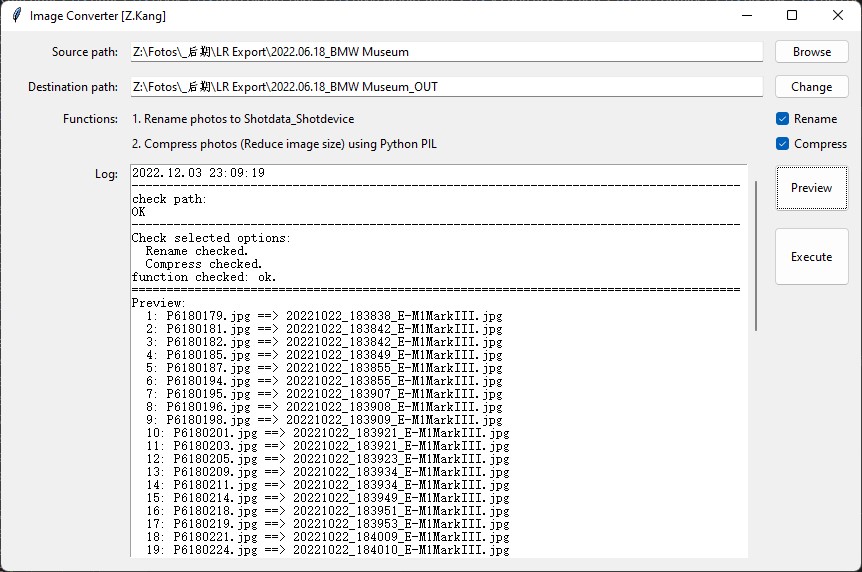 Image Converter [Z.Kang]
Source path: Z:\Fotos\_后期\LR Export\2022.06.18_BMW Museum Browse
Destination path: Z:\Fotos\_后期\LR Export\2022.06.18_BMW Museum_OUT Change
Functions: 1. Rename photos to Shotdata_Shotdevice Rename
2. Compress photos (Reduce image size) using Python PIL Compress
Log:
2022.12.03 23:09:19
--------------------------------------------------------------------------------
check path:
OK
--------------------------------------------------------------------------------
Check selected options:
Rename checked.
Compress checked.
function checked: ok.
================================================================================
Preview:
1: P6180179.jpg ==> 20221022_183838_E-M1MarkIII.jpg
2: P6180181.jpg ==> 20221022_183842_E-M1MarkIII.jpg
3: P6180182.jpg ==> 20221022_183842_E-M1MarkIII.jpg
4: P6180185.jpg ==> 20221022_183849_E-M1MarkIII.jpg
5: P6180187.jpg ==> 20221022_183855_E-M1MarkIII.jpg
6: P6180194.jpg ==> 20221022_183855_E-M1MarkIII.jpg
7: P6180195.jpg ==> 20221022_183907_E-M1MarkIII.jpg
8: P6180196.jpg ==> 20221022_183908_E-M1MarkIII.jpg
9: P6180198.jpg ==> 20221022_183909_E-M1MarkIII.jpg
10: P6180201.jpg ==> 20221022_183921_E-M1MarkIII.jpg
11: P6180203.jpg ==> 20221022_183921_E-M1MarkIII.jpg
12: P6180205.jpg ==> 20221022_183923_E-M1MarkIII.jpg
13: P6180209.jpg ==> 20221022_183934_E-M1MarkIII.jpg
14: P6180211.jpg ==> 20221022_183934_E-M1MarkIII.jpg
15: P6180214.jpg ==> 20221022_183949_E-M1MarkIII.jpg
16: P6180218.jpg ==> 20221022_183951_E-M1MarkIII.jpg
17: P6180219.jpg ==> 20221022_183953_E-M1MarkIII.jpg
18: P6180221.jpg ==> 20221022_184009_E-M1MarkIII.jpg
19: P6180224.jpg ==> 20221022_184010_E-M1MarkIII.jpg
Preview
Execute